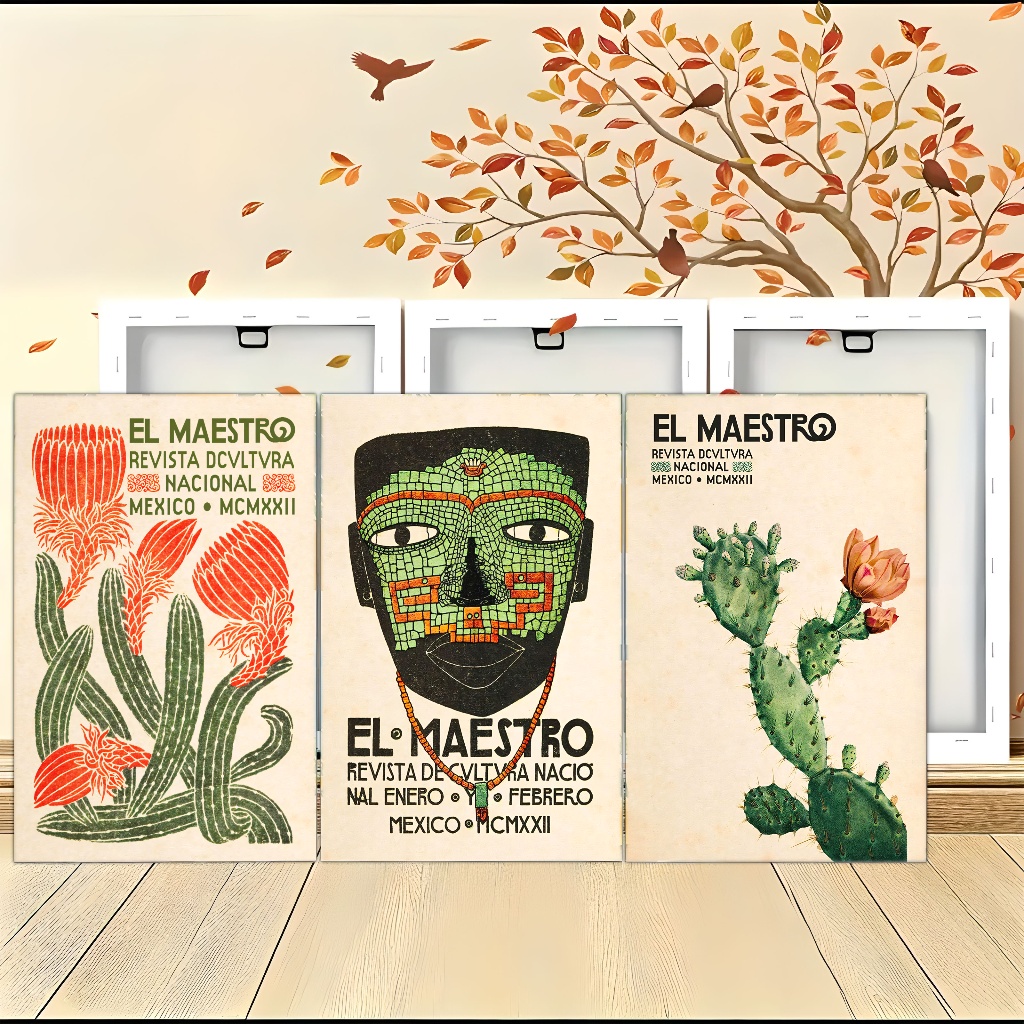 EL MAESTRO
REVISTA DCVLTVRA
NACIONAL
MEXICO • MCMXXII
EL • MAESTRO
REVISTA DE CVLTVRA NACIO
NAL ENERO • Y • FEBRERO
MEXICO • MCMXXII
EL MAESTRO
REVISTA DCVLTVRA
NACIONAL
MEXICO • MCMXXII